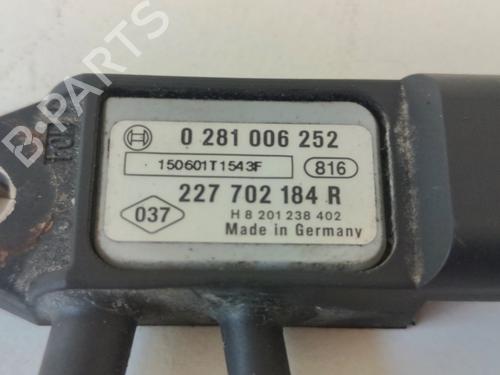 B-PARTS
0 281 006 252
150601T1543F
816
227 702 184 R
037
H 8 201 238 402
Made in Germany